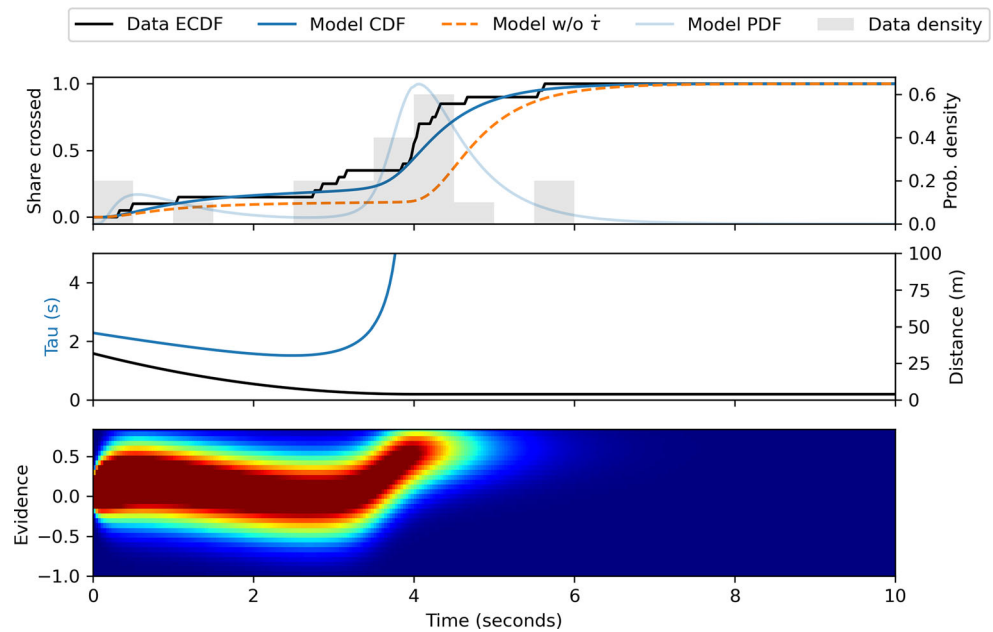 Data ECDF Model CDF Model w/o τ̇ Model PDF Data density
Share crossed
1.0
0.5
0.0
0.6
0.4
0.2
0.0
Prob. density
Tau (s)
4
2
0
100
75
50
25
0
Distance (m)
Evidence
0.5
0.0
−0.5
−1.0
0 2 4 6 8 10
Time (seconds)